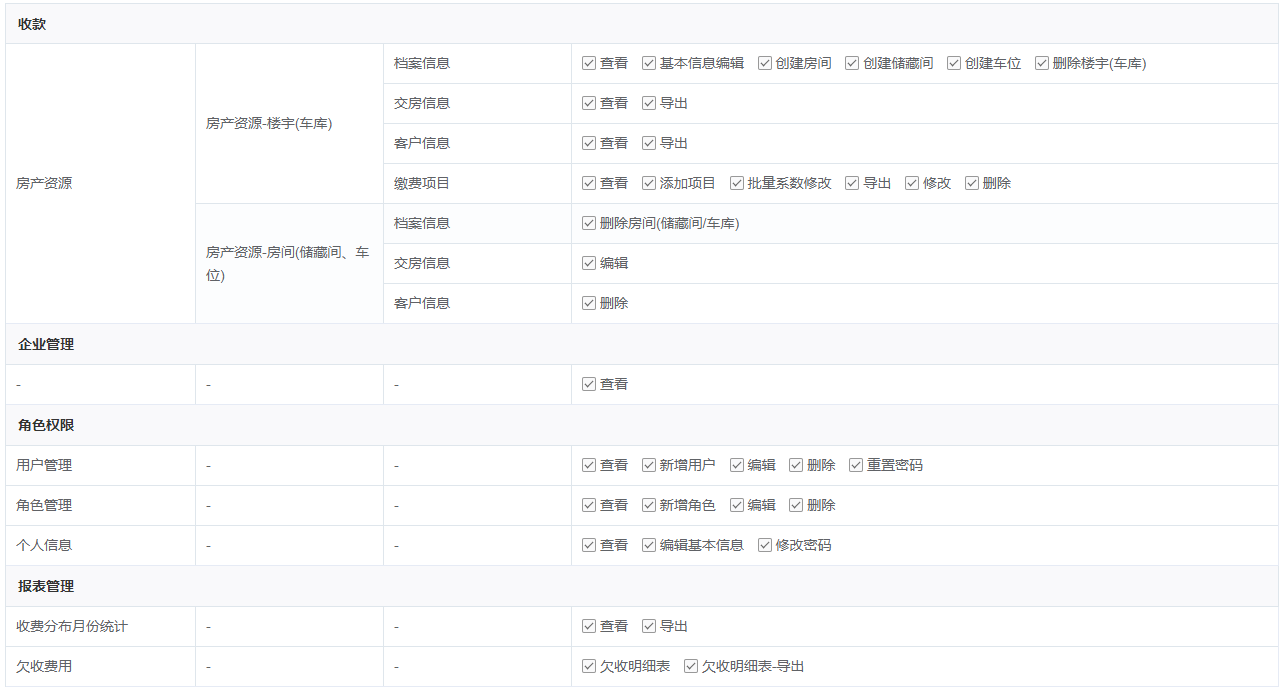 收款
房产资源
房产资源-楼宇(车库)
档案信息 查看 基本信息编辑 创建房间 创建储藏间 创建车位 删除楼宇(车库)
交房信息 查看 导出
客户信息 查看 导出
缴费项目 查看 添加项目 批量系数修改 导出 修改 删除
房产资源-房间(储藏间、车
位)
档案信息 删除房间(储藏间/车库)
交房信息 编辑
客户信息 删除
企业管理
- - - 查看
角色权限
用户管理 - - 查看 新增用户 编辑 删除 重置密码
角色管理 - - 查看 新增角色 编辑 删除
个人信息 - - 查看 编辑基本信息 修改密码
报表管理
收费分布月份统计 - - 查看 导出
欠收费用 - - 欠收明细表 欠收明细表-导出